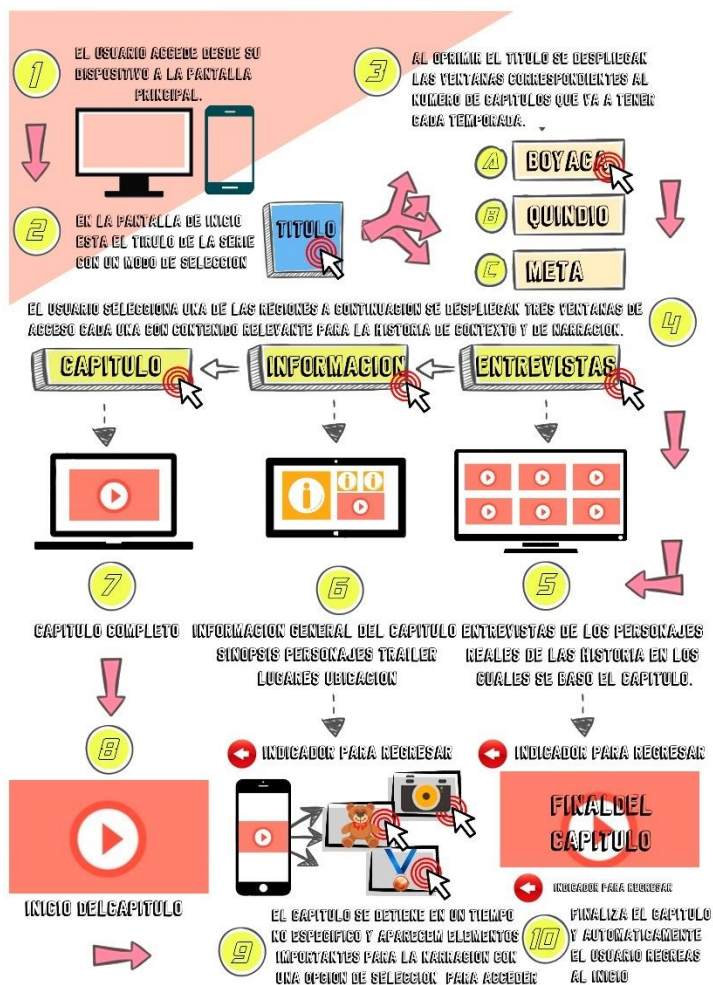 1
EL USUARIO ACCEDE DESDE SU
DISPOSITIVO A LA PANTALLA
PRINCIPAL.
2
EN LA PANTALLA DE INICIO
ESTA EL TIRULO DE LA SERIE
CON UN MODO DE SELECCION
TITULO
3
AL OPRIMIR EL TITULO SE DESPLIEGAN
LAS VENTANAS CORRESPONDIENTES AL
NUMERO DE CAPITULOS QUE VA A TENER
CADA TEMPORADA.
A BOYACA
B QUINDIO
C META
EL USUARIO SELECCIONA UNA DE LAS REGIONES A CONTINUACION SE DESPLIEGAN TRES VENTANAS DE
ACCESO CADA UNA CON CONTENIDO RELEVANTE PARA LA HISTORIA DE CONTEXTO Y DE NARRACION.
4
CAPITULO
INFORMACION
ENTREVISTAS
7
CAPITULO COMPLETO
6
INFORMACION GENERAL DEL CAPITULO
SINOPSIS PERSONAJES TRAILER
LUGARES UBICACION
5
ENTREVISTAS DE LOS PERSONAJES
REALES DE LAS HISTORIA EN LOS
CUALES SE BASO EL CAPITULO.
8
INICIO DELCAPITULO
INDICADOR PARA REGRESAR
9
EL CAPITULO SE DETIENE EN UN TIEMPO
NO ESPECIFICO Y APARECEM ELEMENTOS
IMPORTANTES PARA LA NARRACION CON
UNA OPCION DE SELECCION PARA ACCEDER
INDICADOR PARA REGRESAR
FINALDEL
CAPITULO
INDICADOR PARA REGRESAR
10
FINALIZA EL CAPITULO
Y AUTOMATICAMENTE
EL USUARIO REGREAS
AL INICIO